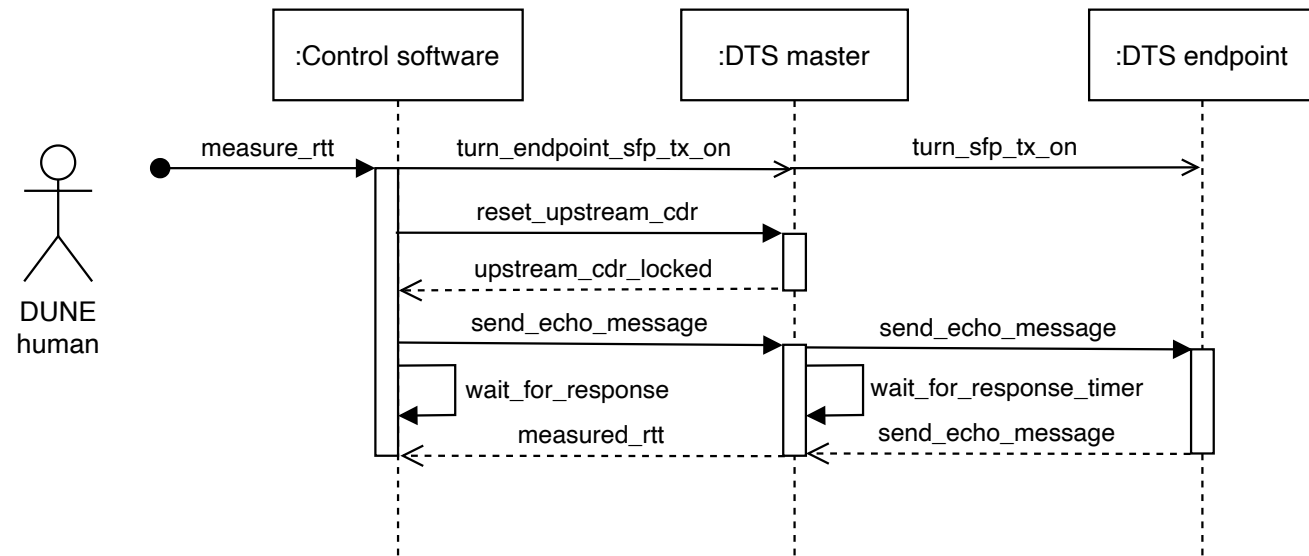 :Control software
:DTS master
:DTS endpoint
measure_rtt
turn_endpoint_sfp_tx_on
turn_sfp_tx_on
reset_upstream_cdr
upstream_cdr_locked
DUNE
human
send_echo_message
send_echo_message
wait_for_response
wait_for_response_timer
measured_rtt
send_echo_message